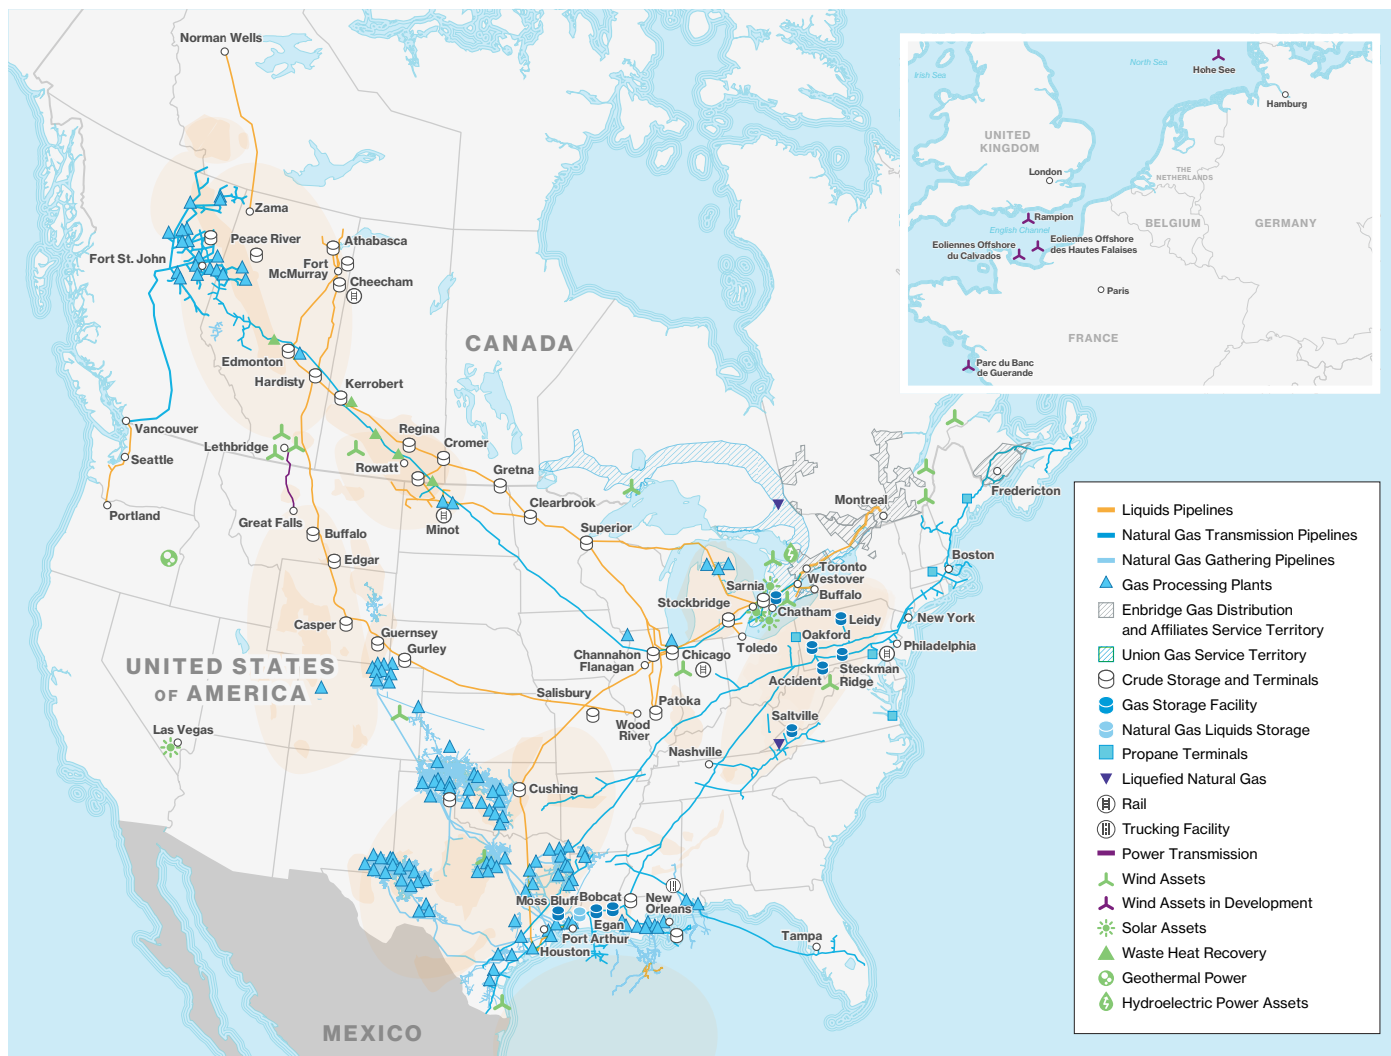 Norman Wells
Zama
Peace River
Athabasca
Fort St. John
Fort
McMurray
Cheecham
CANADA
Edmonton
Hardisty
Kerrobert
Vancouver
Lethbridge
Regina
Cromer
Seattle
Rowatt
Gretna
Portland
Great Falls
Minot
Clearbrook
Buffalo
Superior
Edgar
Montreal
Fredericton
Boston
Toronto
Westover
Buffalo
Sarnia
Stockbridge
Chatham
Casper
Guernsey
Gurley
Leidy
New York
Oakford
Toledo
Philadelphia
UNITED STATES
OF AMERICA
Channahon
Flanagan
Chicago
Steckman
Ridge
Accident
Salisbury
Patoka
Wood
River
Saltville
Las Vegas
Nashville
Cushing
Moss Bluff
Bobcat
New
Orleans
Egan
Port Arthur
Houston
Tampa
MEXICO
Irish Sea
North Sea
Hohe See
Hamburg
UNITED
KINGDOM
London
THE
NETHERLANDS
Rampion
English Channel
BELGIUM
GERMANY
Eoliennes Offshore
du Calvados
Eoliennes Offshore
des Hautes Falaises
Paris
FRANCE
Parc du Banc
de Guerande
Liquids Pipelines
Natural Gas Transmission Pipelines
Natural Gas Gathering Pipelines
Gas Processing Plants
Enbridge Gas Distribution
and Affiliates Service Territory
Union Gas Service Territory
Crude Storage and Terminals
Gas Storage Facility
Natural Gas Liquids Storage
Propane Terminals
Liquefied Natural Gas
Rail
Trucking Facility
Power Transmission
Wind Assets
Wind Assets in Development
Solar Assets
Waste Heat Recovery
Geothermal Power
Hydroelectric Power Assets